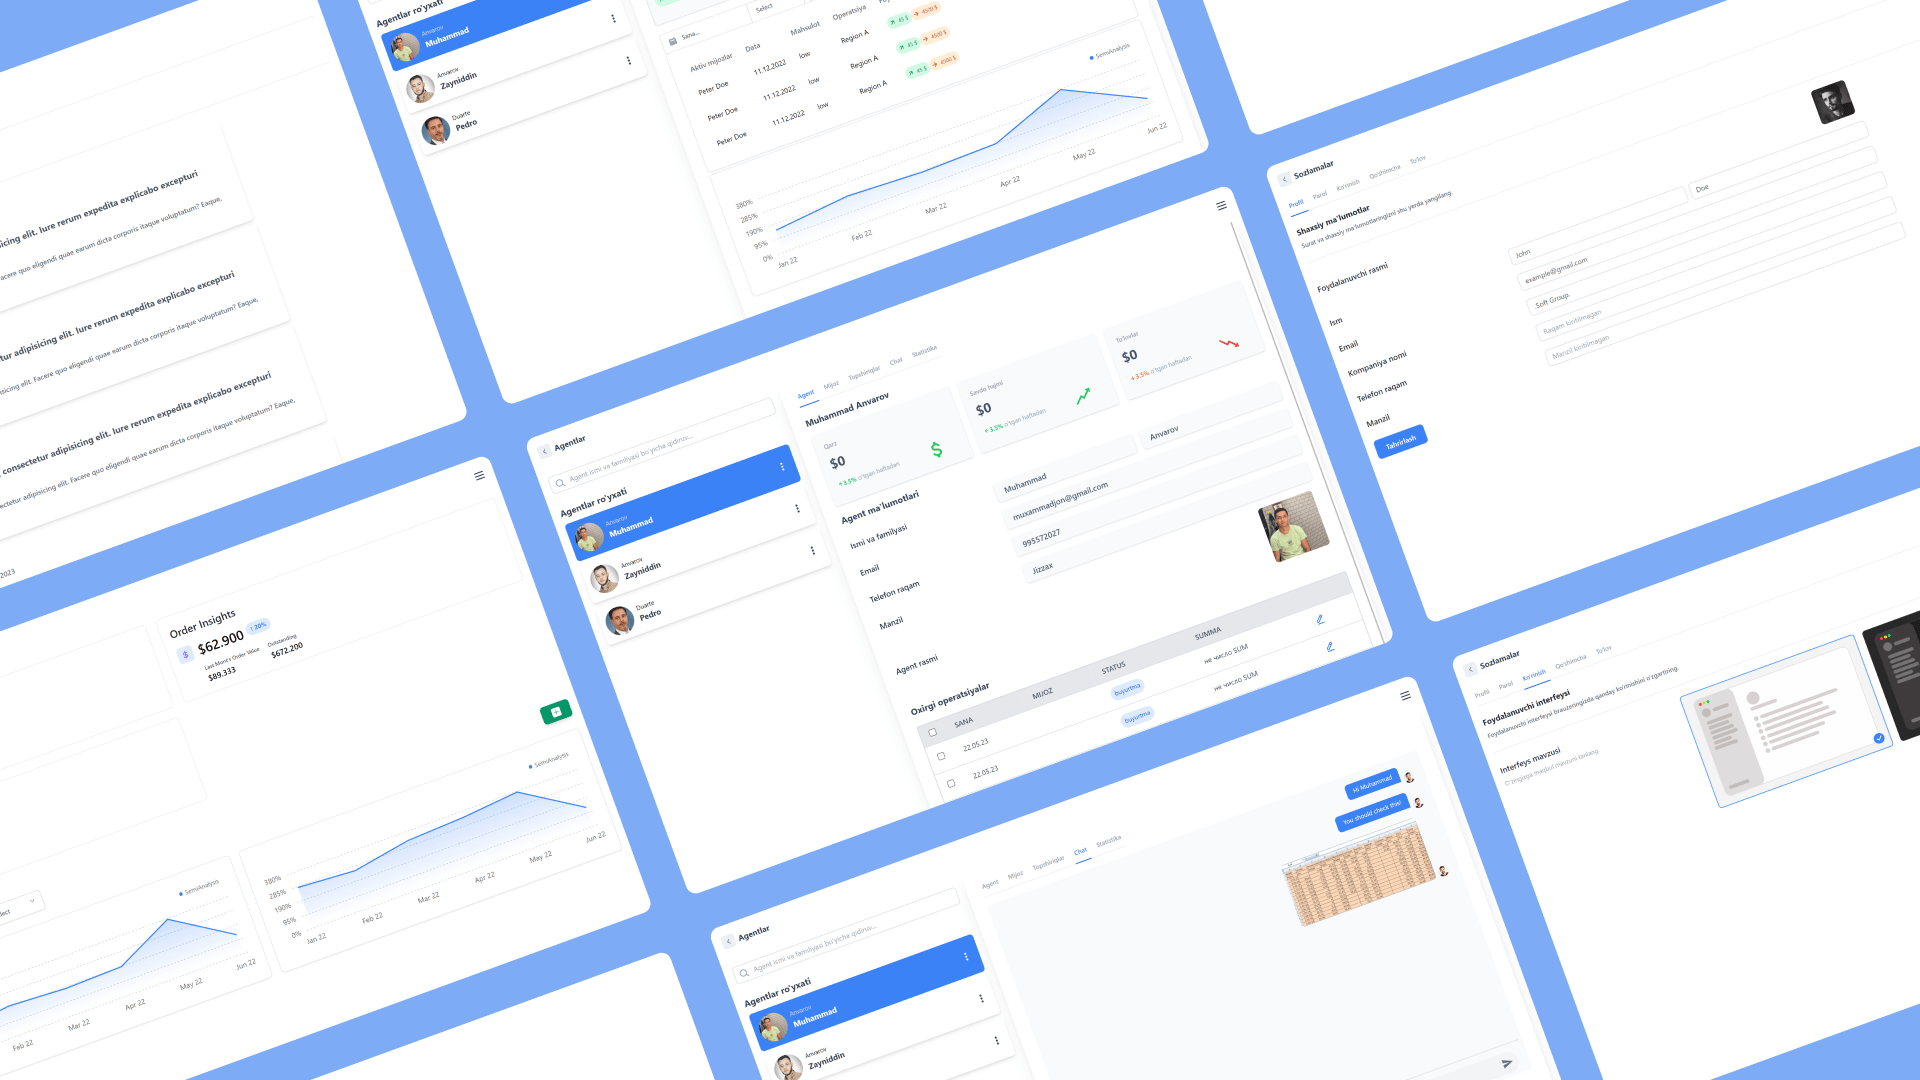 Agentlar ro'yxati
Anvarov
Muhammad
Anvarov
Zayniddin
Duarte
Pedro
Sana...
Select
Aktiv mijozlar
Data
Mahsulot
Operatsiya
Peter Doe
11.12.2022
low
Region A
45 $
4500 $
Peter Doe
11.12.2022
low
Region A
45 $
4500 $
Peter Doe
11.12.2022
low
Region A
45 $
4500 $
SemiAnalysis
380%
285%
190%
95%
0%
Jan 22
Feb 22
Mar 22
Apr 22
May 22
Jun 22
elit. Iure rerum expedita explicabo excepturi
Facere quo eligendi quae earum dicta corporis itaque voluptatum? Eaque,
adipisicing elit. Iure rerum expedita explicabo excepturi
elit. Facere quo eligendi quae earum dicta corporis itaque voluptatum? Eaque,
consectetur adipisicing elit. Iure rerum expedita explicabo excepturi
adipisicing elit. Facere quo eligendi quae earum dicta corporis itaque voluptatum? Eaque,
2023
Order Insights
$
$62.900
↑ 20%
Last Month's Order Value
$89.333
Outstanding
$672.200
SemiAnalysis
380%
285%
190%
95%
0%
Jan 22
Feb 22
Mar 22
Apr 22
May 22
Jun 22
SemiAnalysis
Feb 22
Mar 22
Apr 22
May 22
Jun 22
Agentlar
Agent ismi va familyasi bo'yicha qidiruv...
Agentlar ro'yxati
Anvarov
Muhammad
Anvarov
Zayniddin
Duarte
Pedro
Agent
Mijoz
Topshiriqlar
Chat
Statistika
Muhammad Anvarov
Qarz
$0
3.5% o'tgan haftadan
Savdo hajmi
$0
3.5% o'tgan haftadan
To'lovlar
$0
3.5% o'tgan haftadan
Agent ma'lumotlari
Ismi va familyasi
Muhammad
Anvarov
Email
muxammadjon@gmail.com
Telefon raqam
995572027
Manzil
Jizzax
Agent rasmi
Oxirgi operatsiyalar
SANA
MIJOZ
STATUS
SUMMA
22.05.23
buyurtma
не число SUM
22.05.23
buyurtma
не число SUM
Agentlar
Agent ismi va familyasi bo'yicha qidiruv...
Agentlar ro'yxati
Anvarov
Muhammad
Anvarov
Zayniddin
Agent
Mijoz
Topshiriqlar
Chat
Statistika
Hi Muhammad
You should check this!
Sozlamalar
Profil
Parol
Ko'rinish
Qo'shimcha
To'lov
Shaxsiy ma'lumotlar
Surat va shaxsiy ma'lumotlaringizni shu yerda yangilang.
Foydalanuvchi rasmi
Ism
John
Doe
Email
example@gmail.com
Kompaniya nomi
Soft Group.
Telefon raqam
Raqam kiritilmagan
Manzil
Manzil kiritilmagan
Tahrirlash
Sozlamalar
Profil
Parol
Ko'rinish
Qo'shimcha
To'lov
Foydalanuvchi interfeysi
Foydalanuvchi interfeysi brauzeringizda qanday ko'rinishini o'zgartiring.
Interfeys mavzusi
O'zingizga maqbul mavzuni tanlang